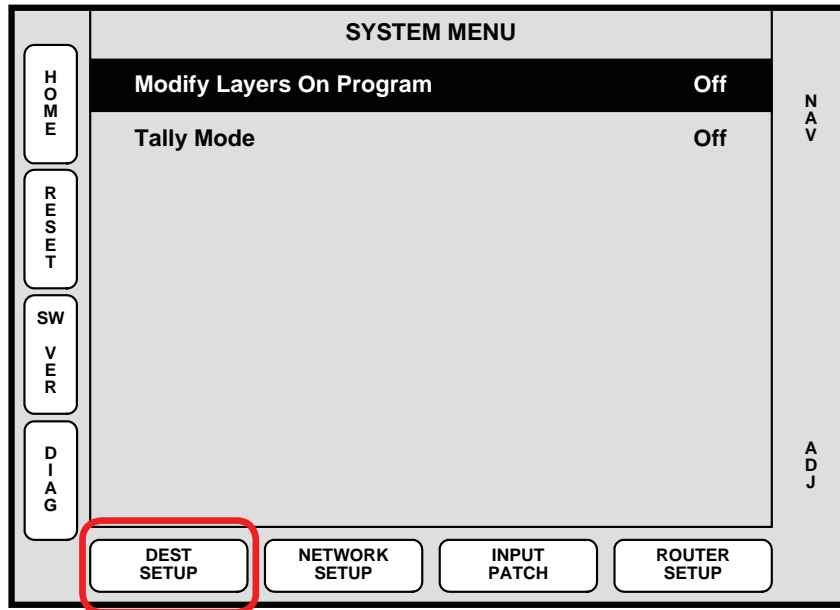 SYSTEM MENU
HOME
Modify Layers On Program Off
NAV
Tally Mode Off
RESET
SW VER
DIAG
ADJ
DEST SETUP
NETWORK SETUP
INPUT PATCH
ROUTER SETUP